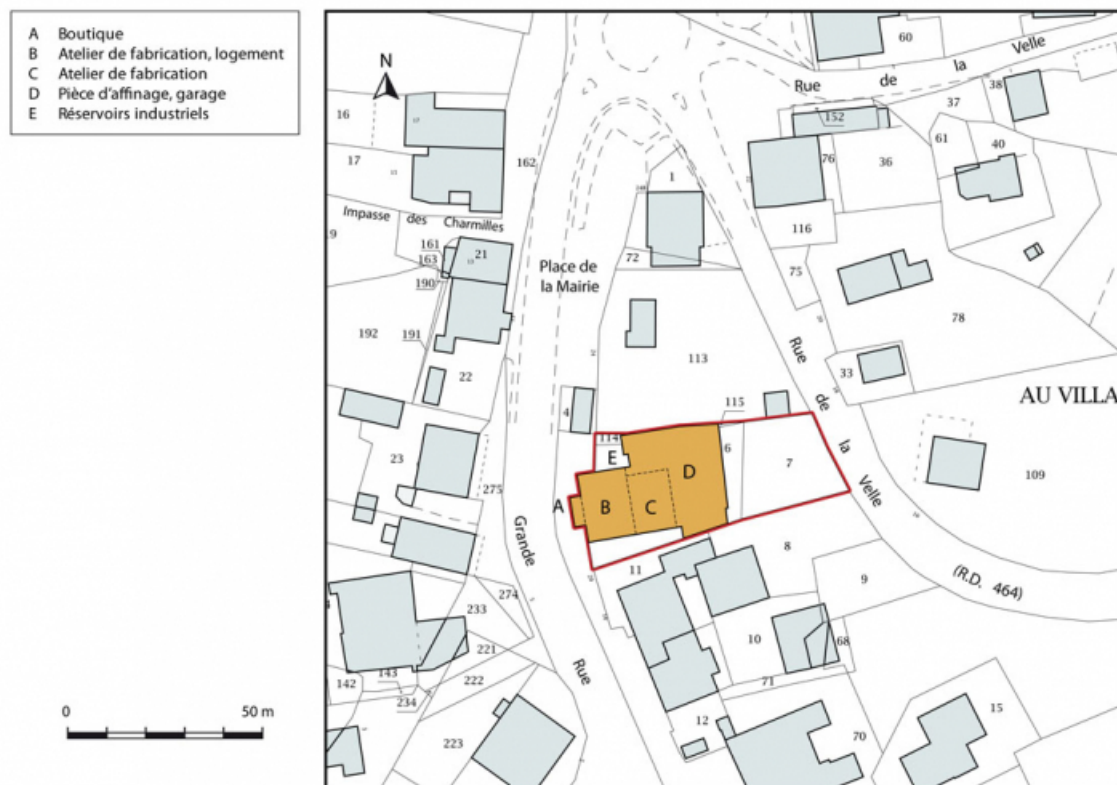 A Boutique
B Atelier de fabrication, logement
C Atelier de fabrication
D Pièce d'affinage, garage
E Réservoirs industriels
N
0 50 m
60
Rue de la Velle
38
37
152
16
162
17
76
36
61
40
1
Impasse des Charmilles
116
161
21
163
190
Place de la Mairie
72
75
78
192
191
113
Rue de la Velle
33
22
4
115
AU VILLA
114
6
E
7
D
109
23
275
A
B
C
Grande Rue
8
11
9
(R.D. 464)
274
233
10
68
221
143
142
222
71
234
12
15
223
70